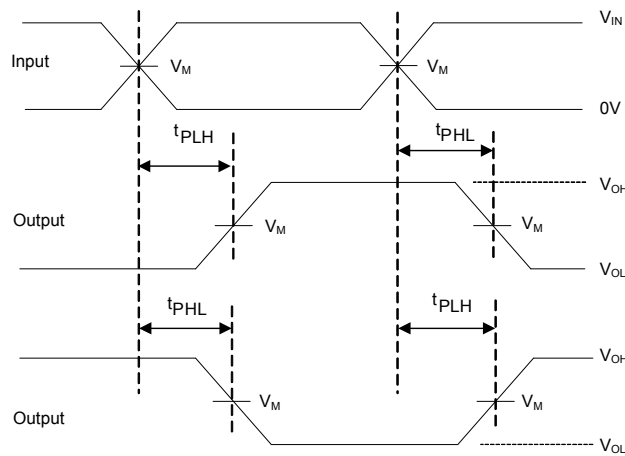 V_IN
Input
V_M V_M
0V
t_PLH t_PHL
V_OH
Output
V_M V_M
V_OL
t_PHL t_PLH
V_OH
V_M V_M
Output
V_OL